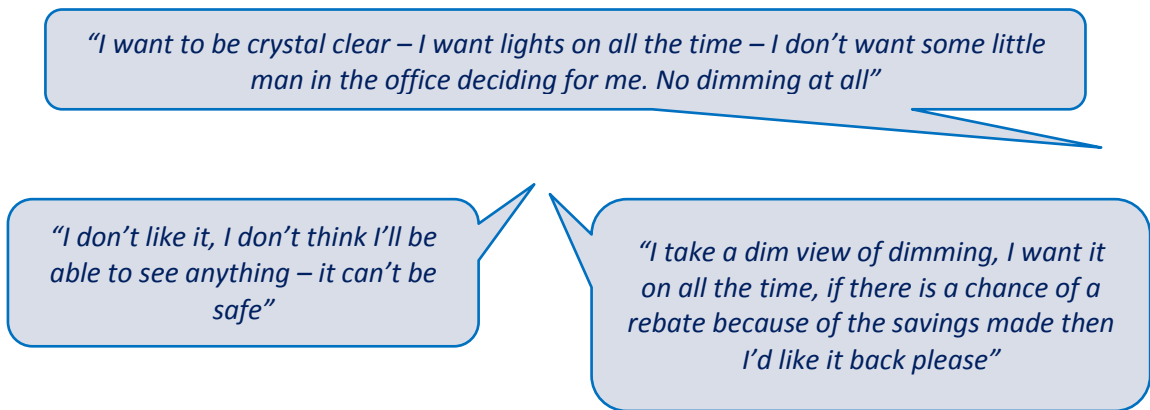 “I want to be crystal clear – I want lights on all the time – I don’t want some little
man in the office deciding for me. No dimming at all”
“I don’t like it, I don’t think I’ll be
able to see anything – it can’t be
safe”
“I take a dim view of dimming, I want it
on all the time, if there is a chance of a
rebate because of the savings made then
I’d like it back please”